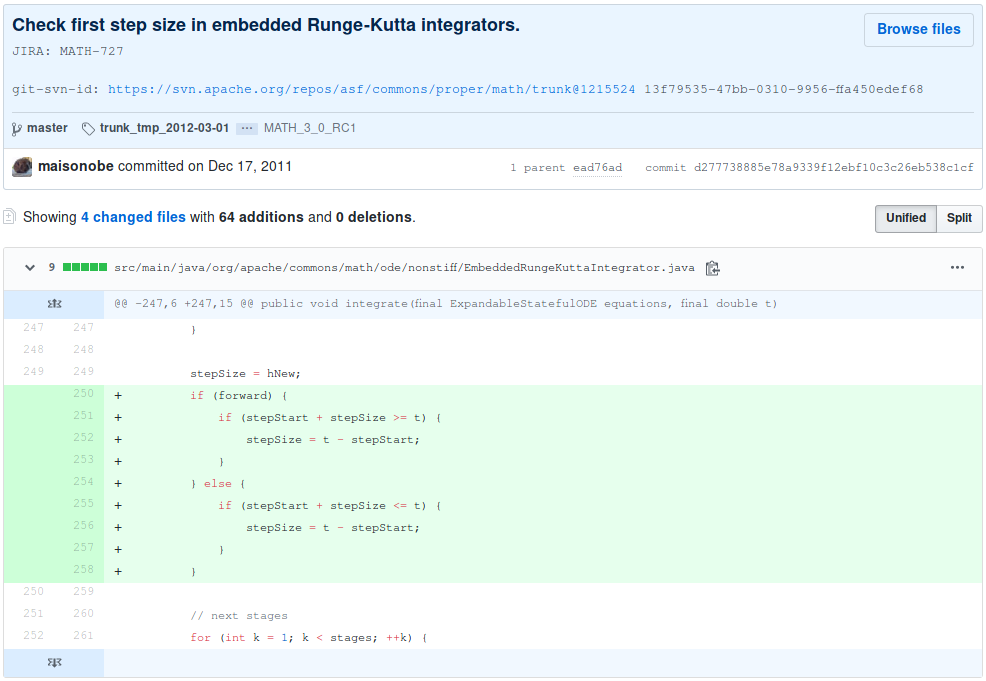 Check first step size in embedded Runge-Kutta integrators.
Browse files
JIRA: MATH-727
git-svn-id: https://svn.apache.org/repos/asf/commons/proper/math/trunk@1215524 13f79535-47bb-0310-9956-ffa450edef68
master trunk_tmp_2012-03-01 ... MATH_3_0_RC1
maisonobe committed on Dec 17, 2011 1 parent ead76ad commit d277738885e78a9339f12ebf10c3c26eb538c1cf
Showing 4 changed files with 64 additions and 0 deletions. Unified Split
9 src/main/java/org/apache/commons/math/ode/nonstiff/EmbeddedRungeKuttaIntegrator.java ...
@@ -247,6 +247,15 @@ public void integrate(final ExpandableStatefulODE equations, final double t)
247 247 }
248 248
249 249 stepSize = hNew;
250 + if (forward) {
251 + if (stepStart + stepSize >= t) {
252 + stepSize = t - stepStart;
253 + }
254 + } else {
255 + if (stepStart + stepSize <= t) {
256 + stepSize = t - stepStart;
257 + }
258 + }
250 259
251 260 // next stages
252 261 for (int k = 1; k < stages; ++k) {